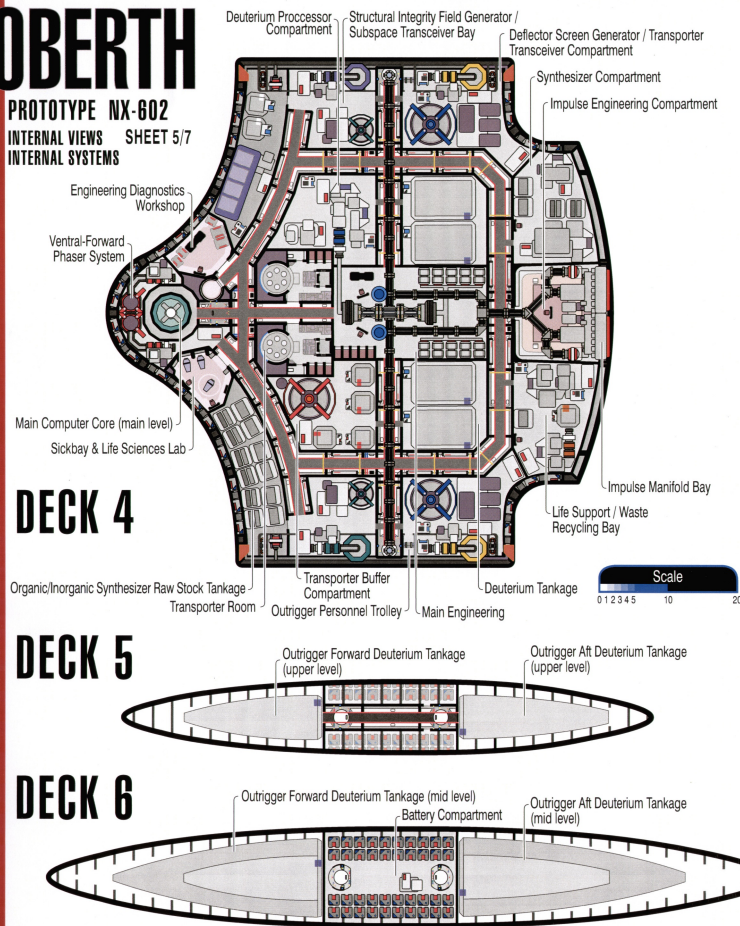 OBERTH
PROTOTYPE NX-602
INTERNAL VIEWS SHEET 5/7
INTERNAL SYSTEMS
Deuterium Proccessor
Compartment
Structural Integrity Field Generator /
Subspace Transceiver Bay
Deflector Screen Generator / Transporter
Transceiver Compartment
Synthesizer Compartment
Impulse Engineering Compartment
Engineering Diagnostics
Workshop
Ventral-Forward
Phaser System
Main Computer Core (main level)
Sickbay & Life Sciences Lab
DECK 4
Impulse Manifold Bay
Life Support / Waste
Recycling Bay
Organic/Inorganic Synthesizer Raw Stock Tankage
Transporter Room
Transporter Buffer
Compartment
Outrigger Personnel Trolley
Main Engineering
Deuterium Tankage
Scale
0 1 2 3 4 5 10 20
DECK 5
Outrigger Forward Deuterium Tankage
(upper level)
Outrigger Aft Deuterium Tankage
(upper level)
DECK 6
Outrigger Forward Deuterium Tankage (mid level)
Battery Compartment
Outrigger Aft Deuterium Tankage
(mid level)